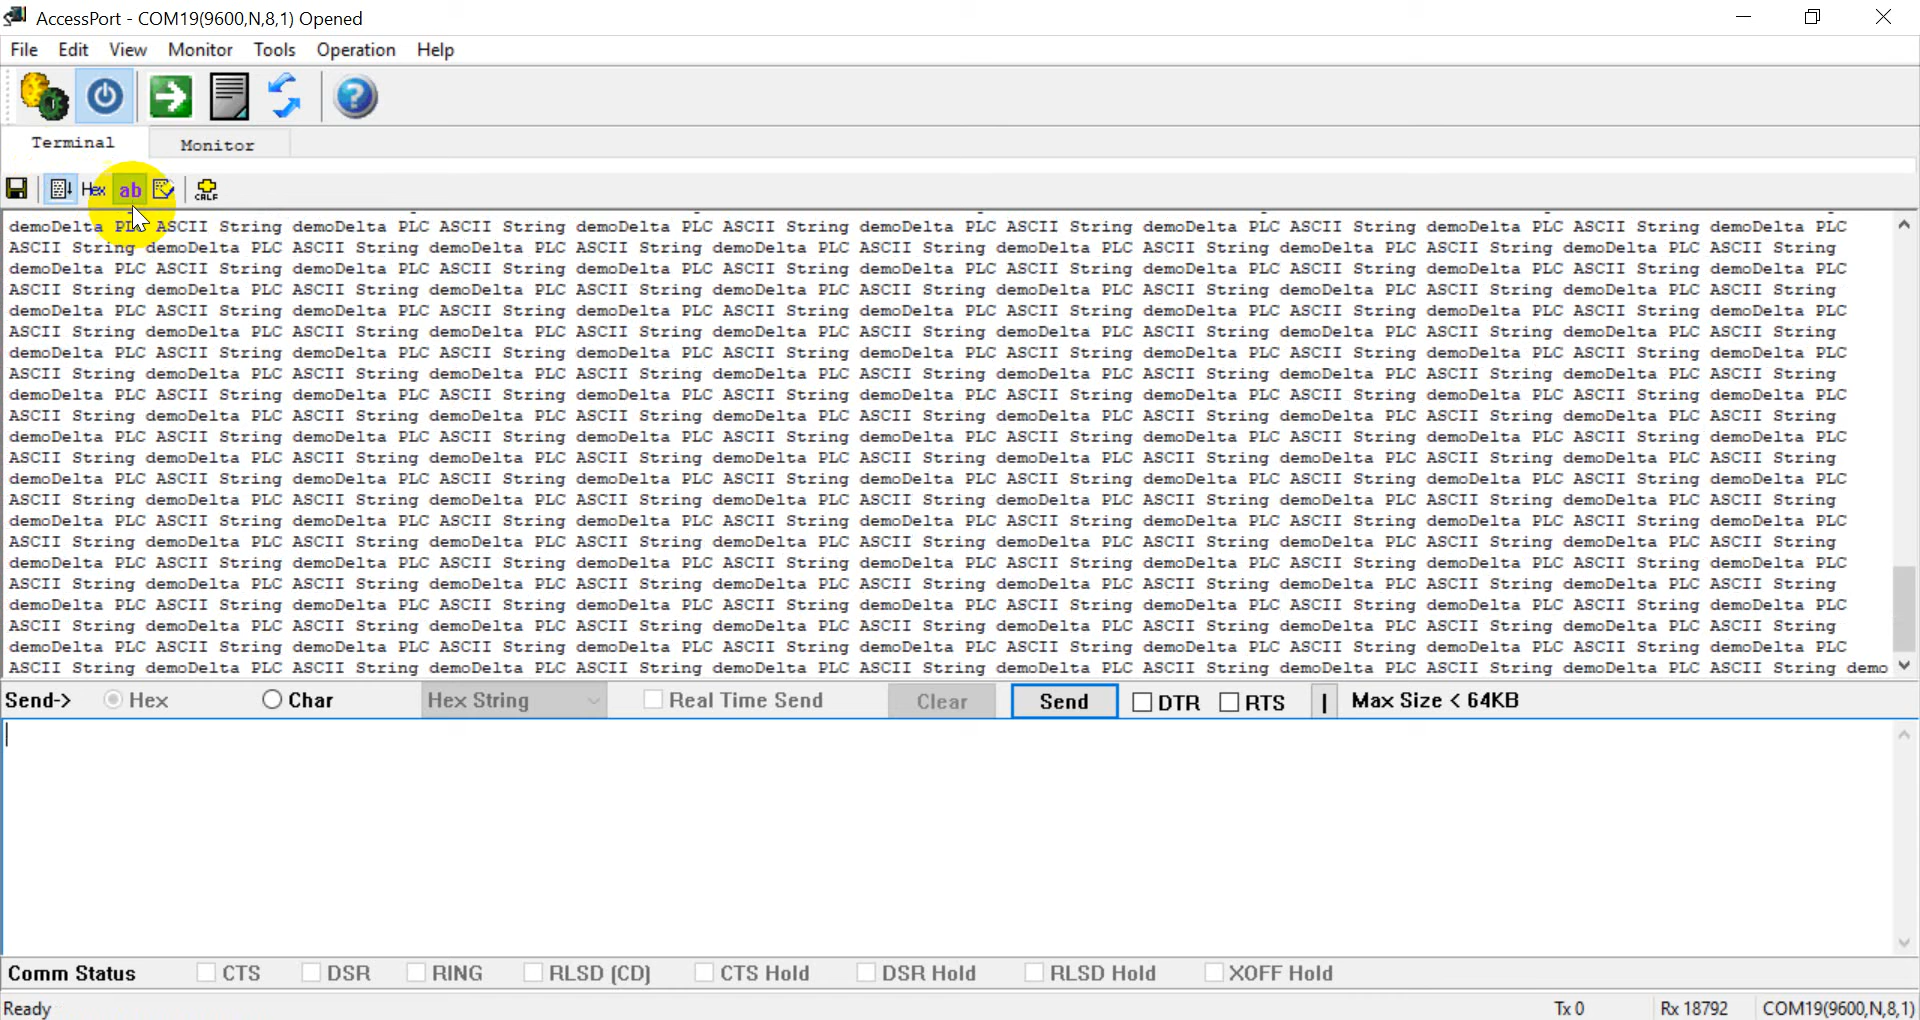 AccessPort - COM19(9600,N,8,1) Opened
File Edit View Monitor Tools Operation Help
Terminal Monitor
Hex ab CRLF
demoDelta PLC ASCII String demoDelta PLC ASCII String demoDelta PLC ASCII String demoDelta PLC ASCII String demoDelta PLC ASCII String demoDelta PLC ASCII String demoDelta PLC
ASCII String demoDelta PLC ASCII String demoDelta PLC ASCII String demoDelta PLC ASCII String demoDelta PLC ASCII String demoDelta PLC ASCII String demoDelta PLC ASCII String
demoDelta PLC ASCII String demoDelta PLC ASCII String demoDelta PLC ASCII String demoDelta PLC ASCII String demoDelta PLC ASCII String demoDelta PLC ASCII String demoDelta PLC
ASCII String demoDelta PLC ASCII String demoDelta PLC ASCII String demoDelta PLC ASCII String demoDelta PLC ASCII String demoDelta PLC ASCII String demoDelta PLC ASCII String
demoDelta PLC ASCII String demoDelta PLC ASCII String demoDelta PLC ASCII String demoDelta PLC ASCII String demoDelta PLC ASCII String demoDelta PLC ASCII String demoDelta PLC
ASCII String demoDelta PLC ASCII String demoDelta PLC ASCII String demoDelta PLC ASCII String demoDelta PLC ASCII String demoDelta PLC ASCII String demoDelta PLC ASCII String
demoDelta PLC ASCII String demoDelta PLC ASCII String demoDelta PLC ASCII String demoDelta PLC ASCII String demoDelta PLC ASCII String demoDelta PLC ASCII String demoDelta PLC
ASCII String demoDelta PLC ASCII String demoDelta PLC ASCII String demoDelta PLC ASCII String demoDelta PLC ASCII String demoDelta PLC ASCII String demoDelta PLC ASCII String
demoDelta PLC ASCII String demoDelta PLC ASCII String demoDelta PLC ASCII String demoDelta PLC ASCII String demoDelta PLC ASCII String demoDelta PLC ASCII String demoDelta PLC
ASCII String demoDelta PLC ASCII String demoDelta PLC ASCII String demoDelta PLC ASCII String demoDelta PLC ASCII String demoDelta PLC ASCII String demoDelta PLC ASCII String
demoDelta PLC ASCII String demoDelta PLC ASCII String demoDelta PLC ASCII String demoDelta PLC ASCII String demoDelta PLC ASCII String demoDelta PLC ASCII String demoDelta PLC
ASCII String demoDelta PLC ASCII String demoDelta PLC ASCII String demoDelta PLC ASCII String demoDelta PLC ASCII String demoDelta PLC ASCII String demoDelta PLC ASCII String
demoDelta PLC ASCII String demoDelta PLC ASCII String demoDelta PLC ASCII String demoDelta PLC ASCII String demoDelta PLC ASCII String demoDelta PLC ASCII String demoDelta PLC
ASCII String demoDelta PLC ASCII String demoDelta PLC ASCII String demoDelta PLC ASCII String demoDelta PLC ASCII String demoDelta PLC ASCII String demoDelta PLC ASCII String
demoDelta PLC ASCII String demoDelta PLC ASCII String demoDelta PLC ASCII String demoDelta PLC ASCII String demoDelta PLC ASCII String demoDelta PLC ASCII String demoDelta PLC
ASCII String demoDelta PLC ASCII String demoDelta PLC ASCII String demoDelta PLC ASCII String demoDelta PLC ASCII String demoDelta PLC ASCII String demoDelta PLC ASCII String
demoDelta PLC ASCII String demoDelta PLC ASCII String demoDelta PLC ASCII String demoDelta PLC ASCII String demoDelta PLC ASCII String demoDelta PLC ASCII String demoDelta PLC
ASCII String demoDelta PLC ASCII String demoDelta PLC ASCII String demoDelta PLC ASCII String demoDelta PLC ASCII String demoDelta PLC ASCII String demoDelta PLC ASCII String
demoDelta PLC ASCII String demoDelta PLC ASCII String demoDelta PLC ASCII String demoDelta PLC ASCII String demoDelta PLC ASCII String demoDelta PLC ASCII String demoDelta PLC
ASCII String demoDelta PLC ASCII String demoDelta PLC ASCII String demoDelta PLC ASCII String demoDelta PLC ASCII String demoDelta PLC ASCII String demoDelta PLC ASCII String
demoDelta PLC ASCII String demoDelta PLC ASCII String demoDelta PLC ASCII String demoDelta PLC ASCII String demoDelta PLC ASCII String demoDelta PLC ASCII String demoDelta PLC
ASCII String demoDelta PLC ASCII String demoDelta PLC ASCII String demoDelta PLC ASCII String demoDelta PLC ASCII String demoDelta PLC ASCII String demoDelta PLC ASCII String demo
Send-> Hex Char Hex String Real Time Send Clear Send DTR RTS | Max Size < 64KB
Comm Status CTS DSR RING RLSD (CD) CTS Hold DSR Hold RLSD Hold XOFF Hold
Ready Tx 0 Rx 18792 COM19(9600,N,8,1)